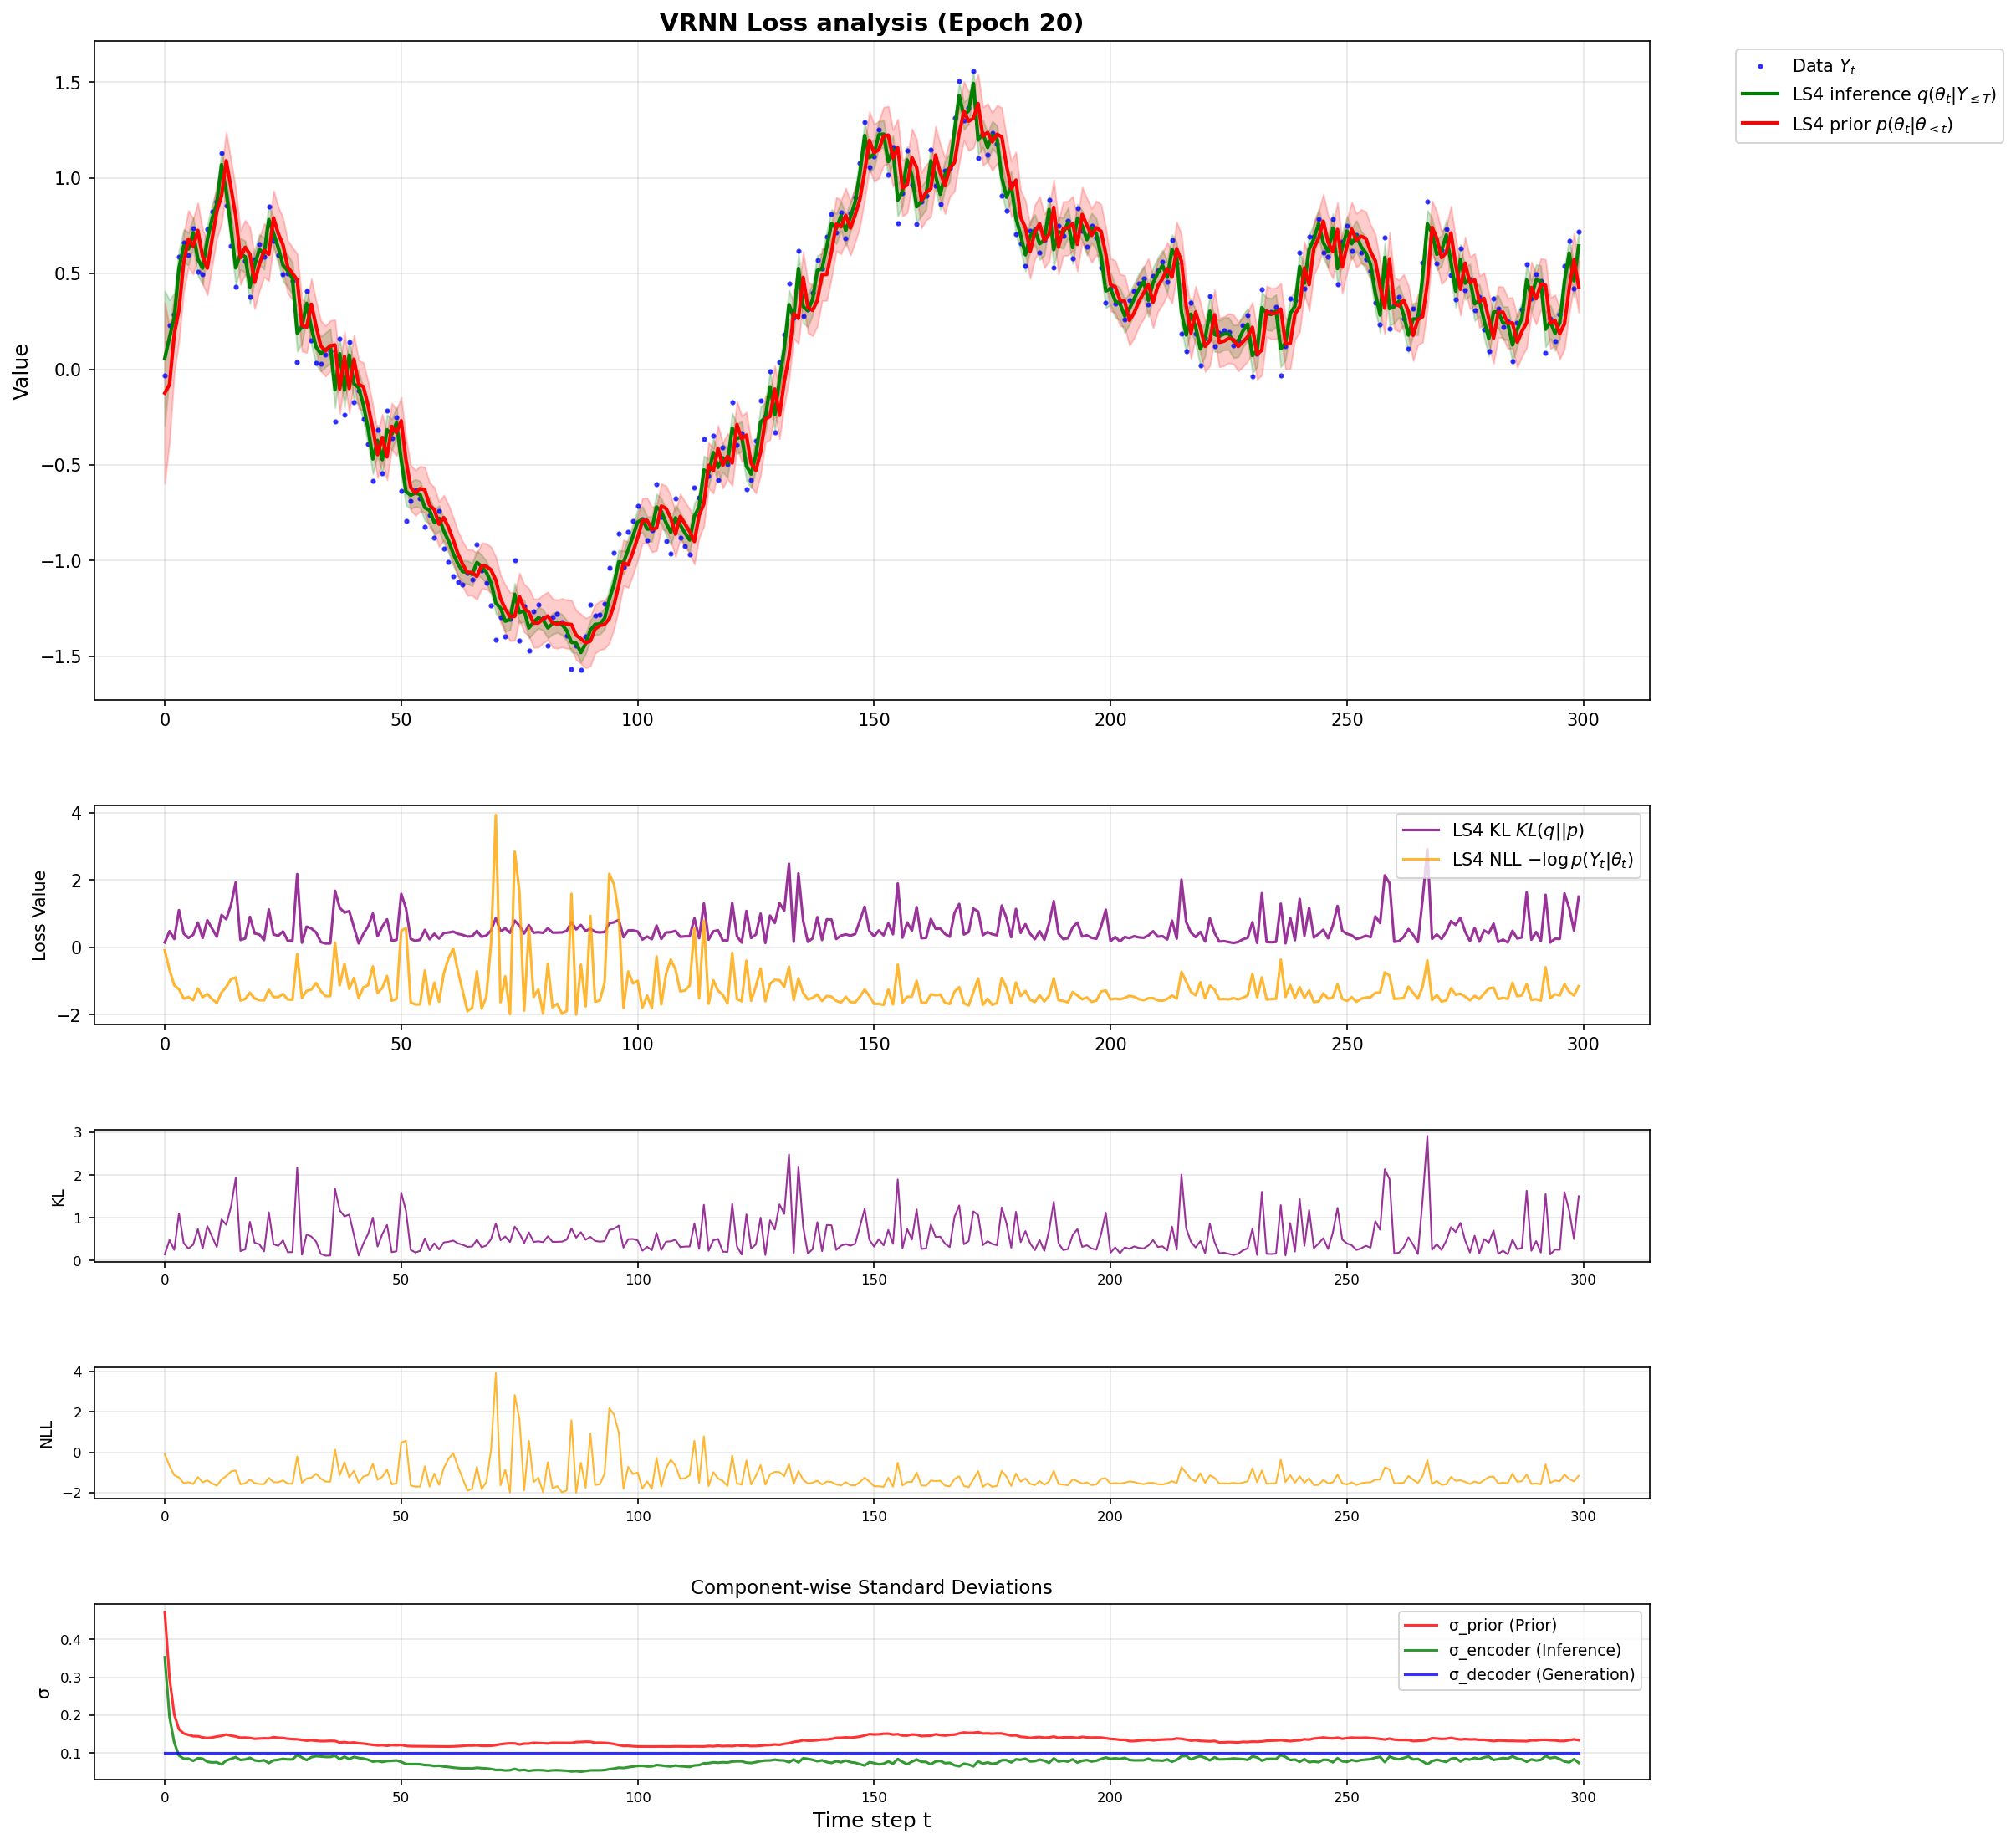 VRNN Loss analysis (Epoch 20)
Value
1.5
1.0
0.5
0.0
−0.5
−1.0
−1.5
0 50 100 150 200 250 300
Data Y_t
LS4 inference q(θ_t|Y_{≤T})
LS4 prior p(θ_t|θ_{<t})
Loss Value
4
2
0
−2
0 50 100 150 200 250 300
LS4 KL KL(q||p)
LS4 NLL −log p(Y_t|θ_t)
KL
3
2
1
0
0 50 100 150 200 250 300
NLL
4
2
0
−2
0 50 100 150 200 250 300
Component-wise Standard Deviations
σ
0.4
0.3
0.2
0.1
σ_prior (Prior)
σ_encoder (Inference)
σ_decoder (Generation)
0 50 100 150 200 250 300
Time step t